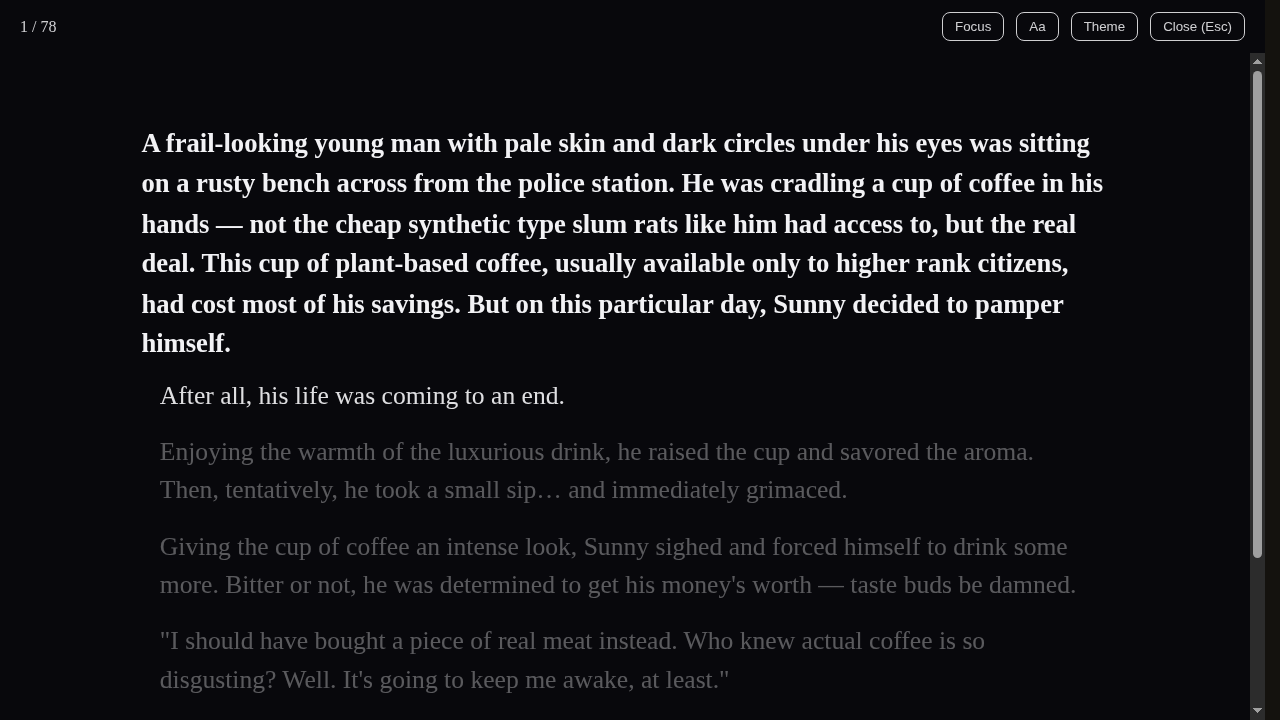 1 / 78
Focus
Aa
Theme
Close (Esc)
A frail-looking young man with pale skin and dark circles under his eyes was sitting
on a rusty bench across from the police station. He was cradling a cup of coffee in his
hands — not the cheap synthetic type slum rats like him had access to, but the real
deal. This cup of plant-based coffee, usually available only to higher rank citizens,
had cost most of his savings. But on this particular day, Sunny decided to pamper
himself.
After all, his life was coming to an end.
Enjoying the warmth of the luxurious drink, he raised the cup and savored the aroma.
Then, tentatively, he took a small sip… and immediately grimaced.
Giving the cup of coffee an intense look, Sunny sighed and forced himself to drink some
more. Bitter or not, he was determined to get his money's worth — taste buds be damned.
"I should have bought a piece of real meat instead. Who knew actual coffee is so
disgusting? Well. It's going to keep me awake, at least."